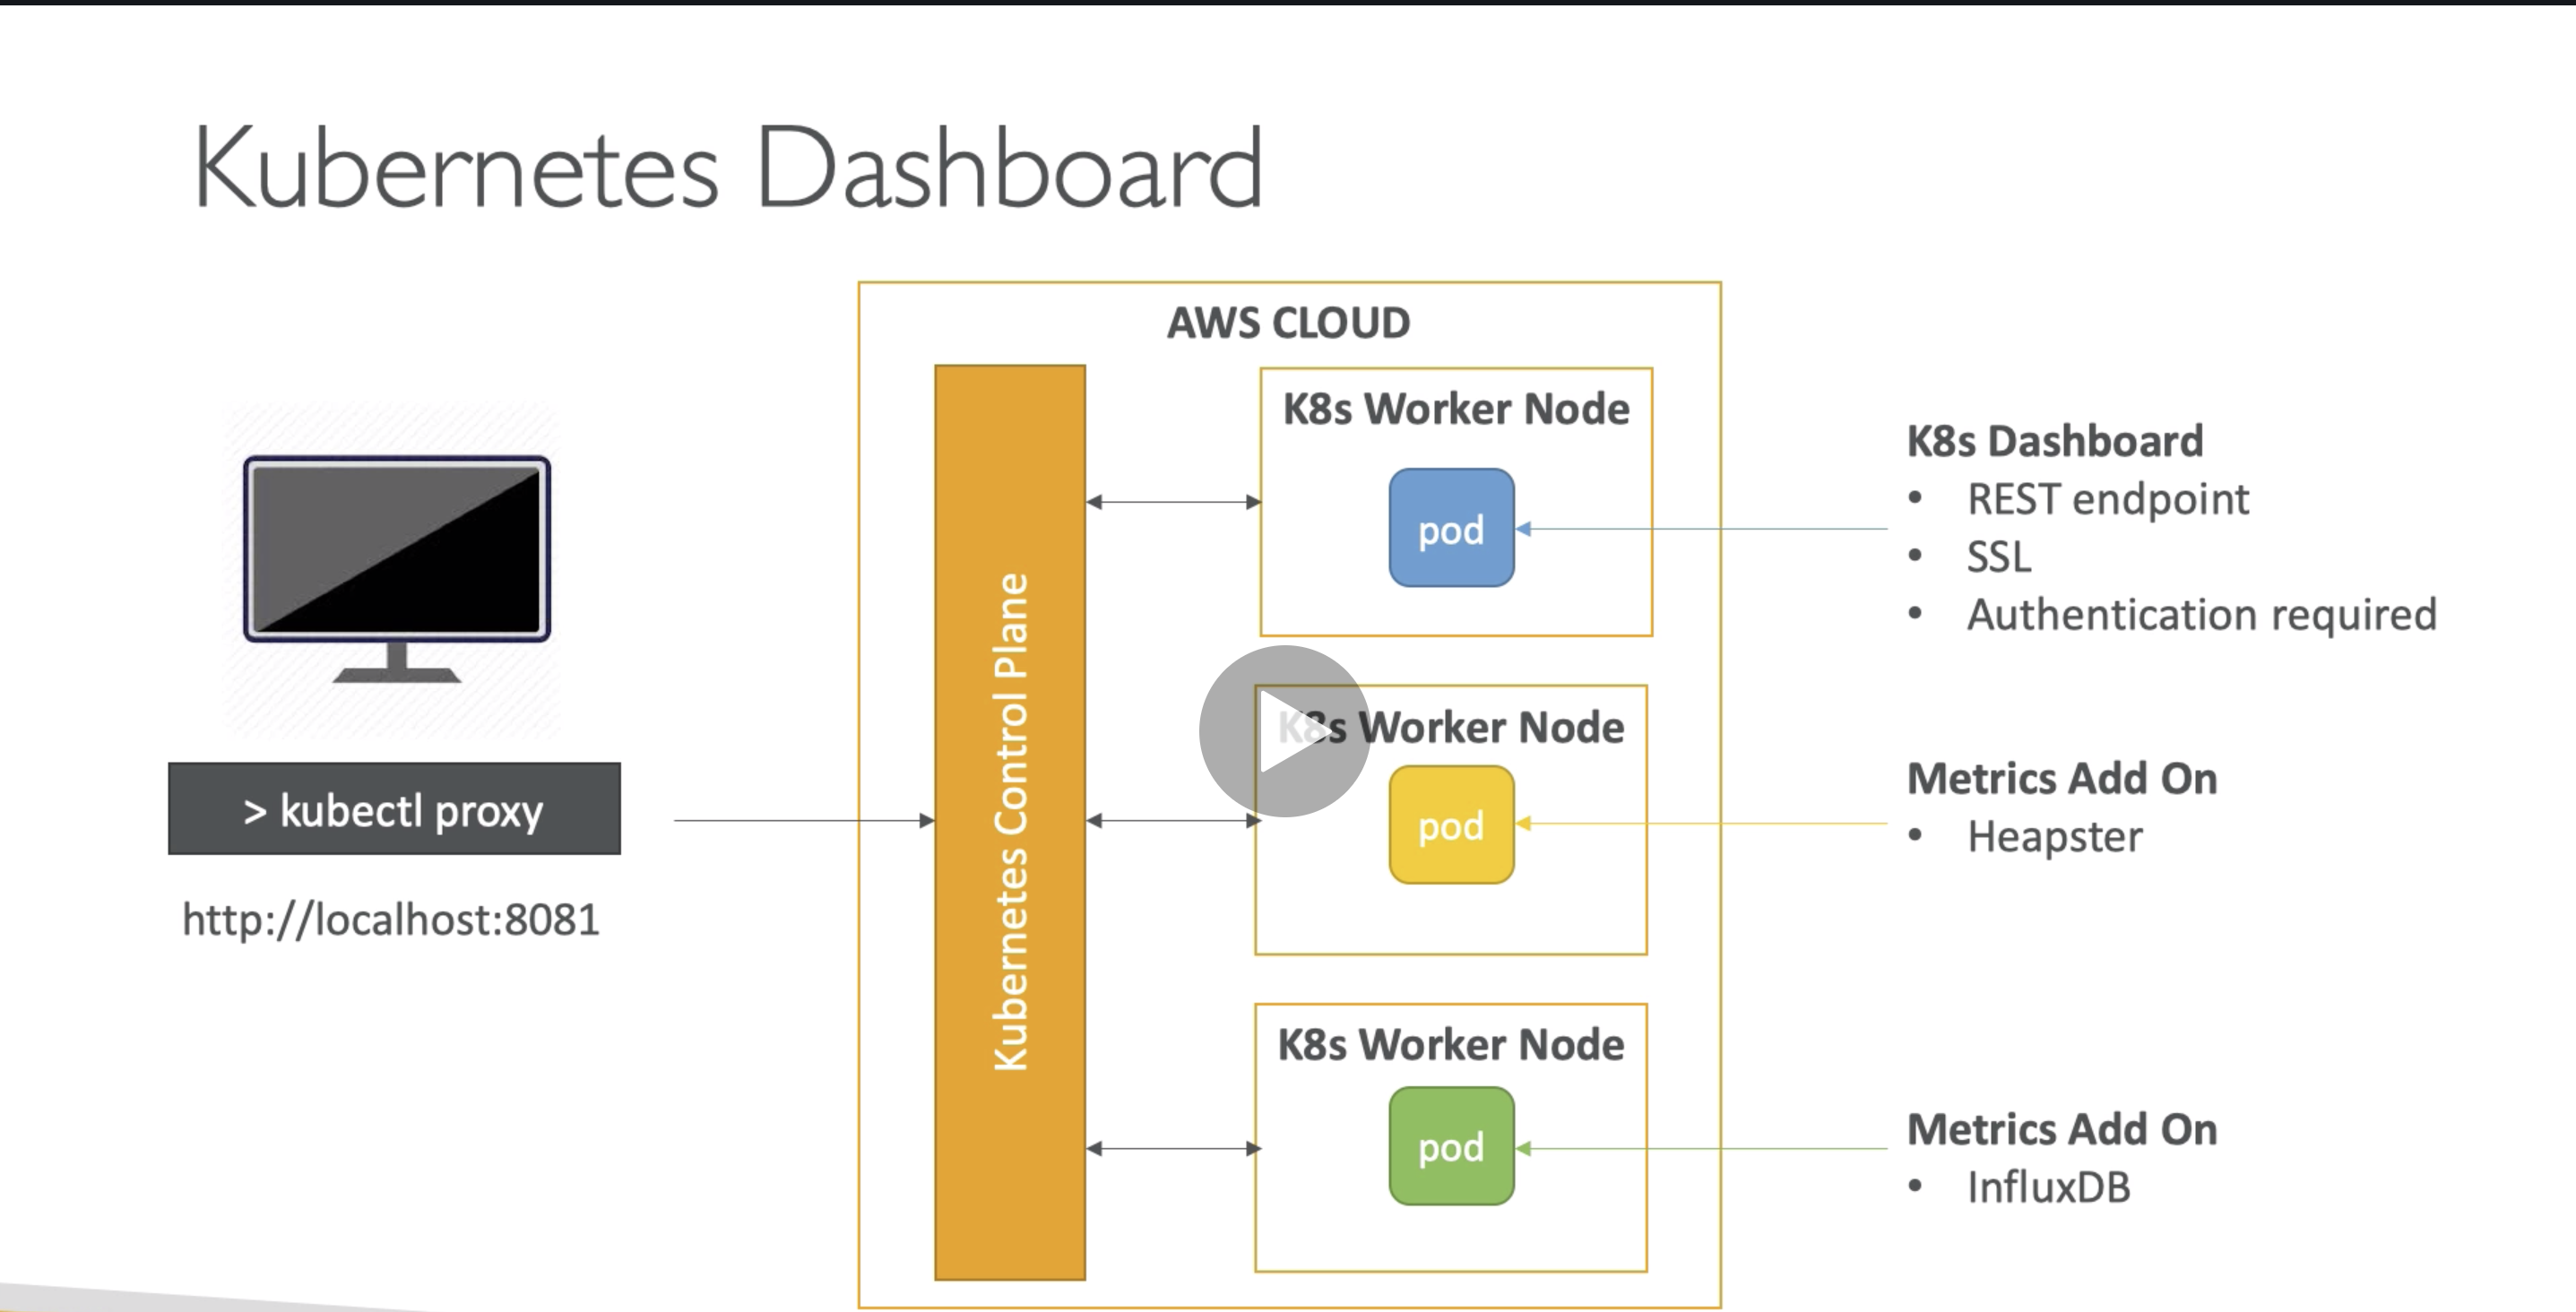 Kubernetes Dashboard
AWS CLOUD
> kubectl proxy
http://localhost:8081
Kubernetes Control Plane
K8s Worker Node
pod
K8s Worker Node
pod
K8s Worker Node
pod
K8s Dashboard
• REST endpoint
• SSL
• Authentication required
Metrics Add On
• Heapster
Metrics Add On
• InfluxDB